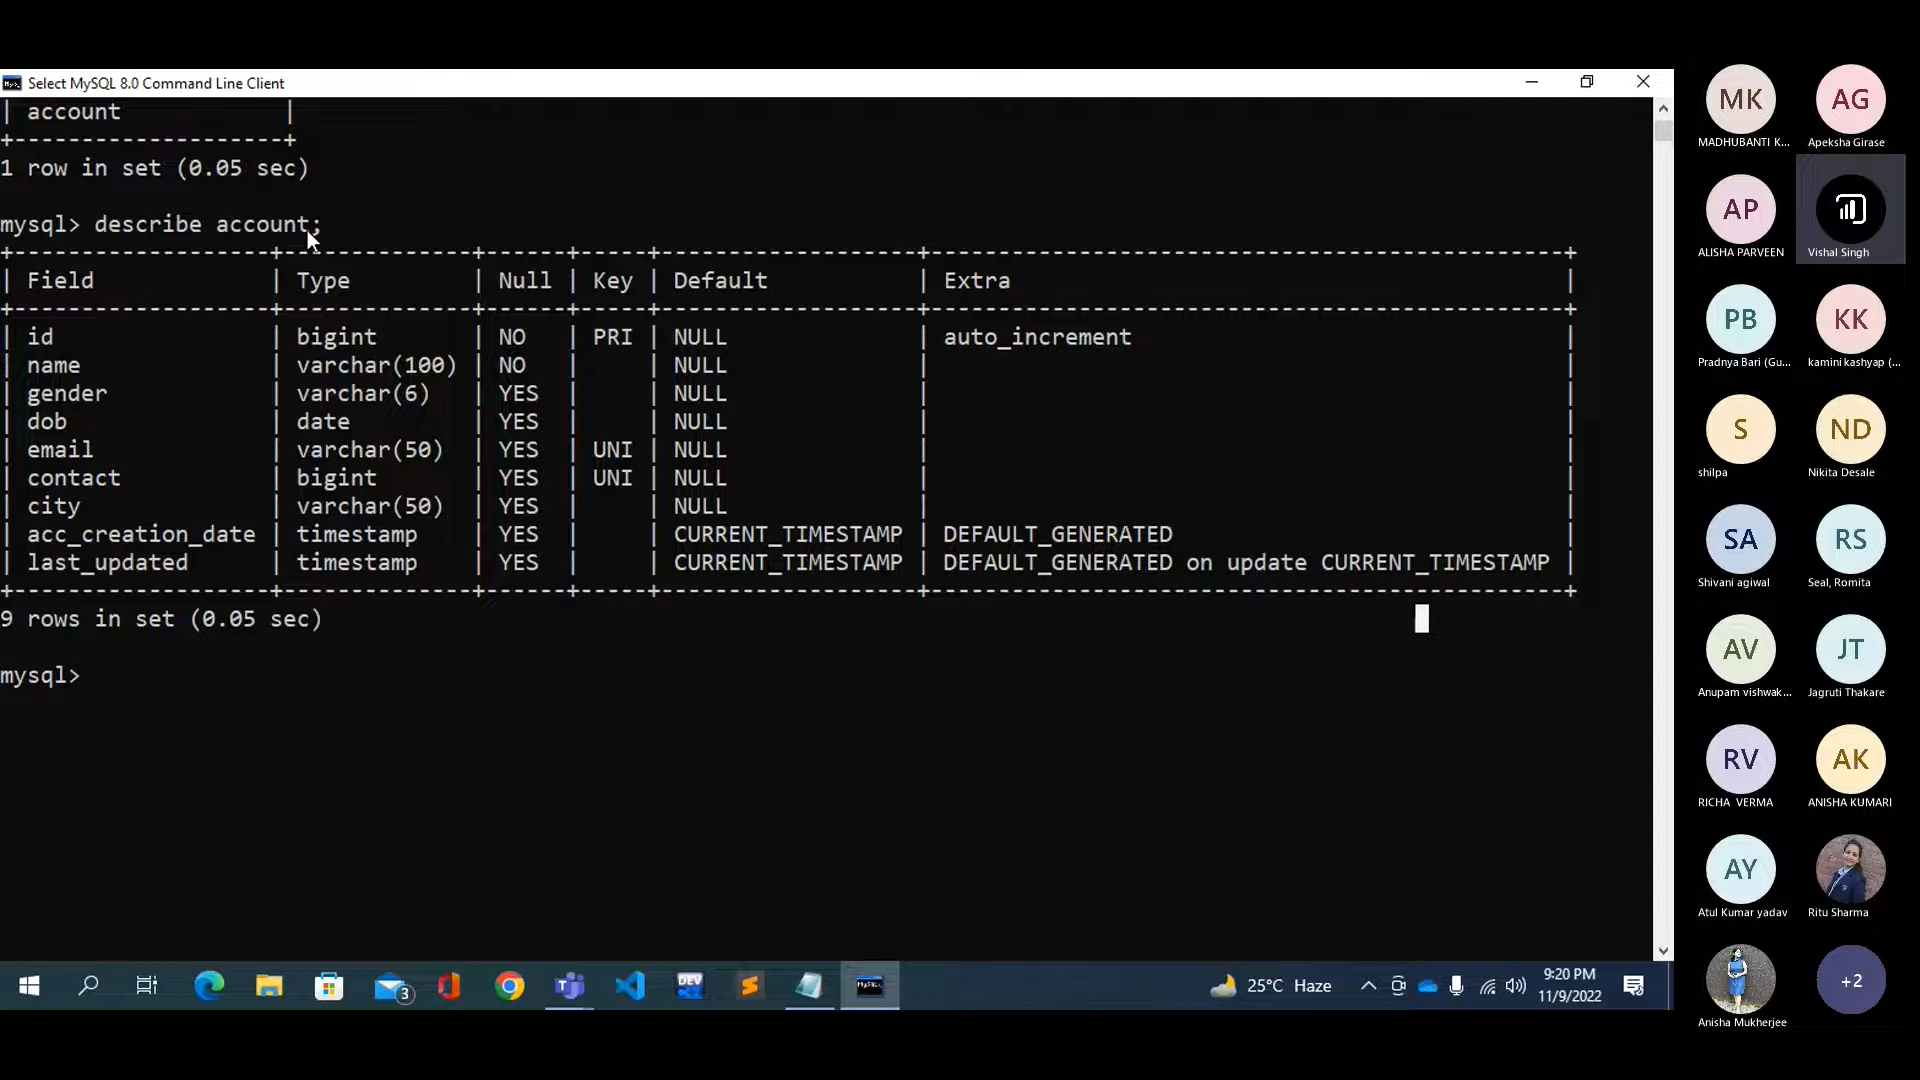 Select MySQL 8.0 Command Line Client
| account |
+--------------------+
1 row in set (0.05 sec)
mysql> describe account;
+-------------------+--------------+------+-----+-------------------+-----------------------------------------------+
| Field | Type | Null | Key | Default | Extra |
+-------------------+--------------+------+-----+-------------------+-----------------------------------------------+
| id | bigint | NO | PRI | NULL | auto_increment |
| name | varchar(100) | NO | | NULL | |
| gender | varchar(6) | YES | | NULL | |
| dob | date | YES | | NULL | |
| email | varchar(50) | YES | UNI | NULL | |
| contact | bigint | YES | UNI | NULL | |
| city | varchar(50) | YES | | NULL | |
| acc_creation_date | timestamp | YES | | CURRENT_TIMESTAMP | DEFAULT_GENERATED |
| last_updated | timestamp | YES | | CURRENT_TIMESTAMP | DEFAULT_GENERATED on update CURRENT_TIMESTAMP |
+-------------------+--------------+------+-----+-------------------+-----------------------------------------------+
9 rows in set (0.05 sec)
mysql>
3
DEV
MySQL
25°C Haze
9:20 PM
11/9/2022
MK AG
MADHUBANTI K... Apeksha Girase
AP
ALISHA PARVEEN Vishal Singh
PB KK
Pradnya Bari (Gu... kamini kashyap (...
S ND
shilpa Nikita Desale
SA RS
Shivani agiwal Seal, Romita
AV JT
Anupam vishwak... Jagruti Thakare
RV AK
RICHA VERMA ANISHA KUMARI
AY
Atul Kumar yadav Ritu Sharma
+2
Anisha Mukherjee